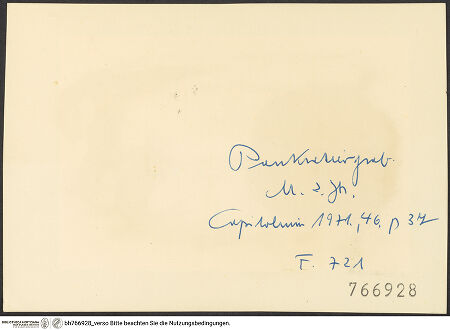 Pankratiergrab.
M. 2. Jh.
Capitolium 1971, 46, p 37
F. 721
766928
bh766928_verso Bitte beachten Sie die Nutzungsbedingungen.